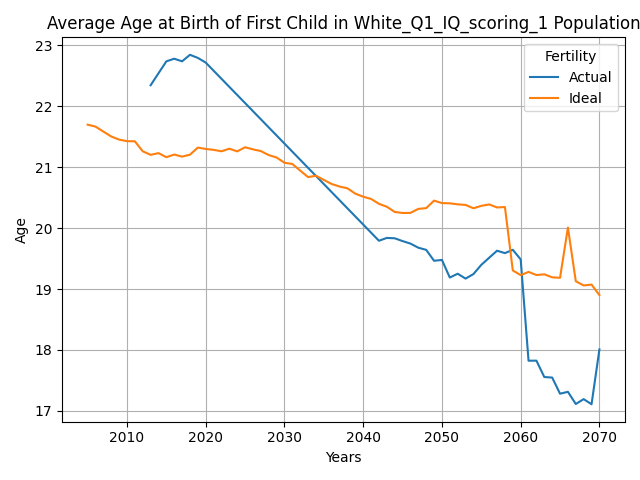 Average Age at Birth of First Child in White_Q1_IQ_scoring_1 Population
Fertility
Actual
Ideal
23
22
21
20
19
18
17
Age
2010 2020 2030 2040 2050 2060 2070
Years